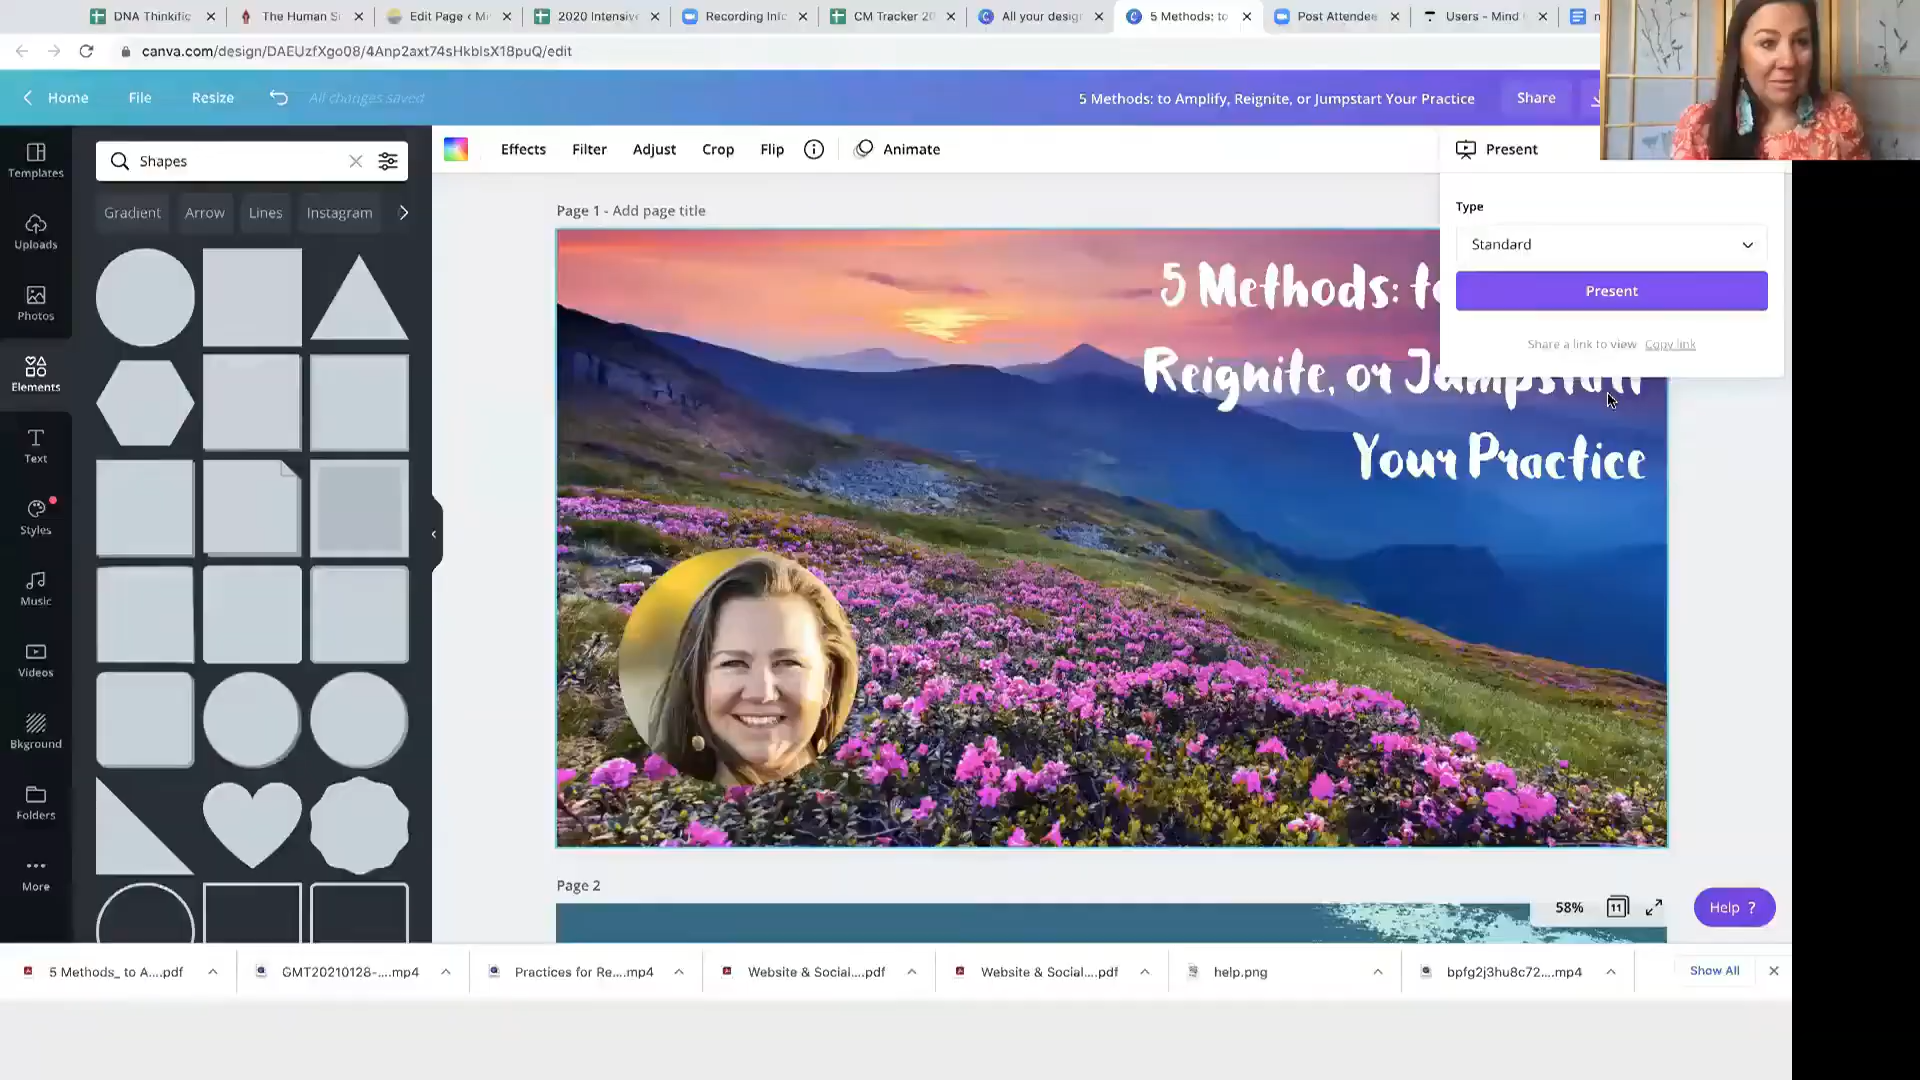 DNA Thinkific
The Human S
Edit Page ‹ Mi
2020 Intensiv
Recording Inf
CM Tracker 20
All your desig
5 Methods: to
Post Attendee
Users - Mind
canva.com/design/DAEUzfXgo08/4Anp2axt74sHkblsX18puQ/edit
Home
File
Resize
All changes saved
5 Methods: to Amplify, Reignite, or Jumpstart Your Practice
Share
Templates
Uploads
Photos
Elements
Text
Styles
Music
Videos
Bkground
Folders
More
Shapes
Gradient
Arrow
Lines
Instagram
Effects
Filter
Adjust
Crop
Flip
Animate
Present
Type
Standard
Present
Share a link to view Copy link
Page 1 - Add page title
5 Methods: to
Reignite, or Jumpstart
Your Practice
Page 2
58%
11
Help ?
5 Methods_ to A....pdf
GMT20210128-....mp4
Practices for Re....mp4
Website & Social....pdf
Website & Social....pdf
help.png
bpfg2j3hu8c72....mp4
Show All